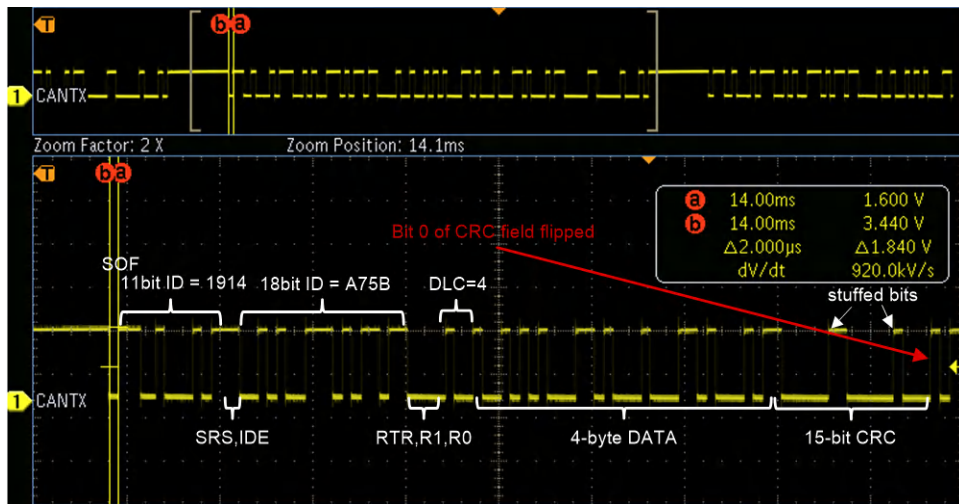 T
b a
1 CANTX
Zoom Factor: 2 X Zoom Position: 14.1ms
T
b a
a 14.00ms 1.600 V
b 14.00ms 3.440 V
Δ2.000µs Δ1.840 V
dV/dt 920.0kV/s
Bit 0 of CRC field flipped
SOF
11bit ID = 1914 18bit ID = A75B DLC=4
stuffed bits
1 CANTX
SRS,IDE RTR,R1,R0 4-byte DATA 15-bit CRC